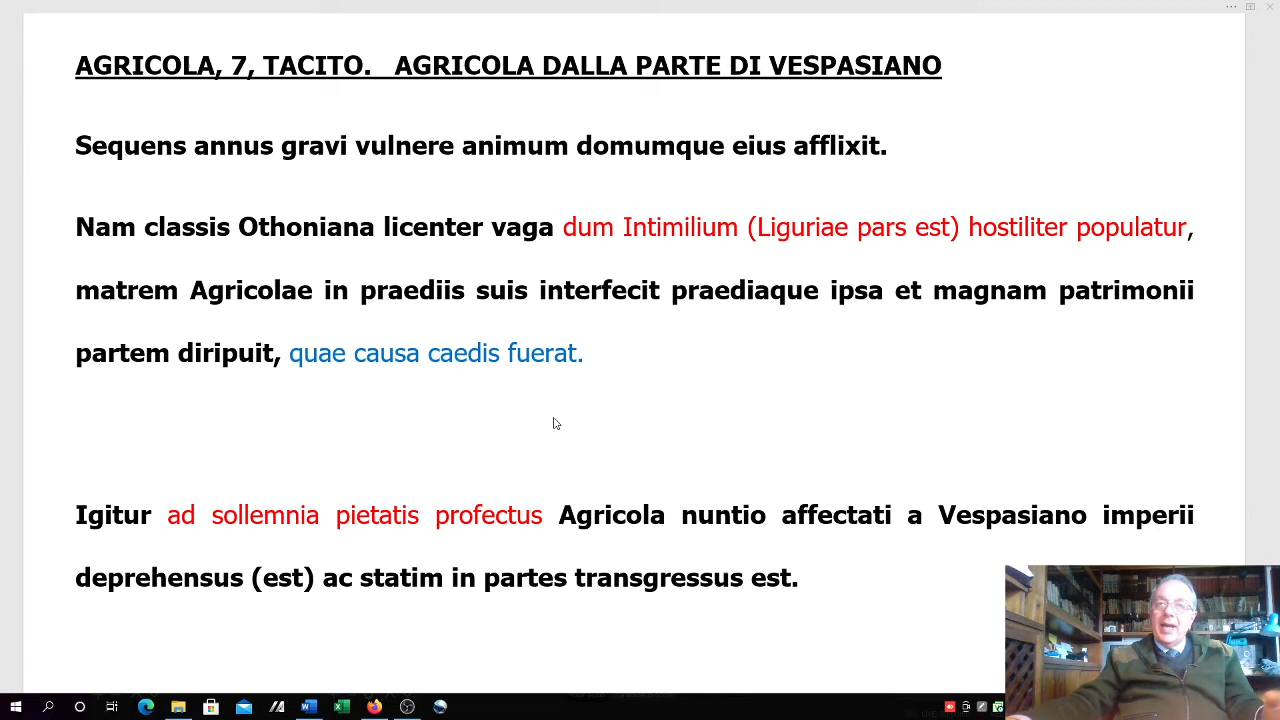 AGRICOLA, 7, TACITO. AGRICOLA DALLA PARTE DI VESPASIANO
Sequens annus gravi vulnere animum domumque eius afflixit.
Nam classis Othoniana licenter vaga dum Intimilium (Liguriae pars est) hostiliter populatur,
matrem Agricolae in praediis suis interfecit praediaque ipsa et magnam patrimonii
partem diripuit, quae causa caedis fuerat.
Igitur ad sollemnia pietatis profectus Agricola nuntio affectati a Vespasiano imperii
deprehensus (est) ac statim in partes transgressus est.